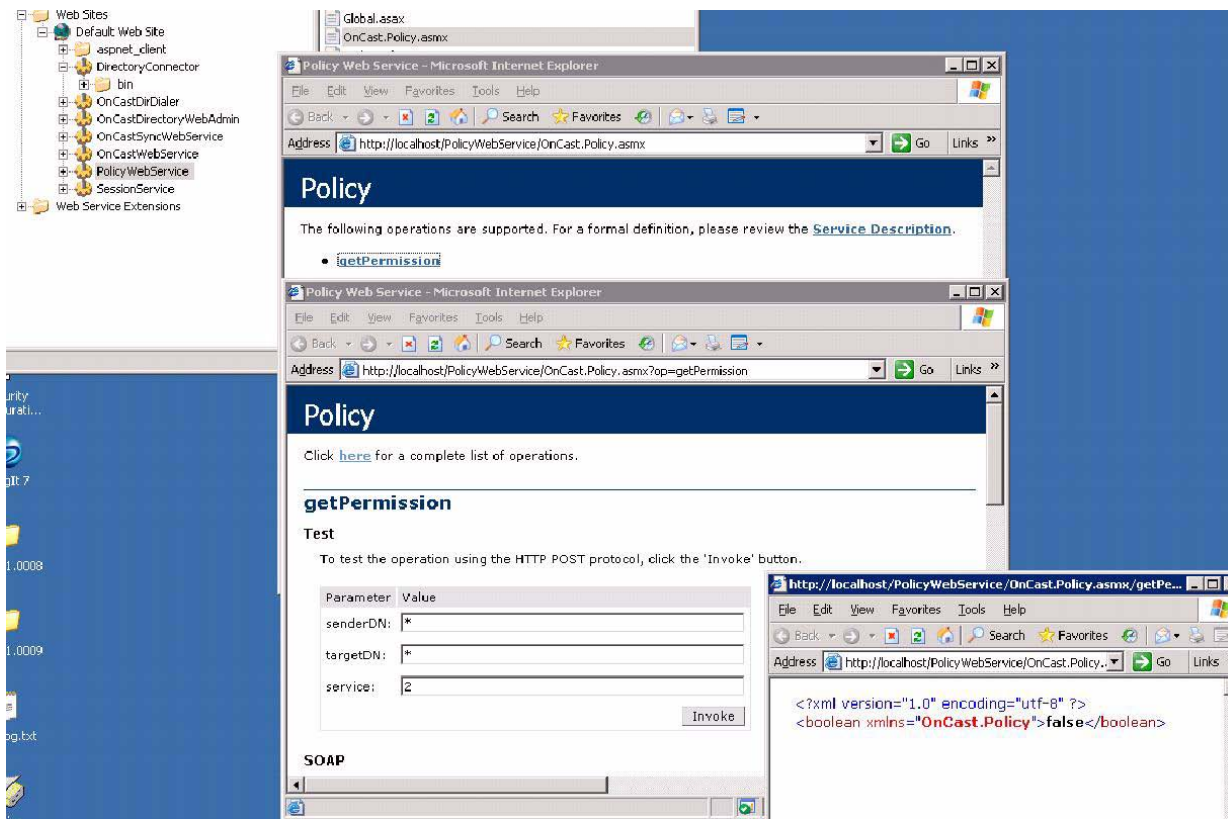 Web Sites
Default Web Site
aspnet_client
DirectoryConnector
bin
OnCastDirDialer
OnCastDirectoryWebAdmin
OnCastSyncWebService
OnCastWebService
PolicyWebService
SessionService
Web Service Extensions
Global.asax
OnCast.Policy.asmx
Policy Web Service - Microsoft Internet Explorer
File Edit View Favorites Tools Help
Back Search Favorites
Address http://localhost/PolicyWebService/OnCast.Policy.asmx Go Links »
Policy
The following operations are supported. For a formal definition, please review the Service Description.
• getPermission
Policy Web Service - Microsoft Internet Explorer
File Edit View Favorites Tools Help
Back Search Favorites
Address http://localhost/PolicyWebService/OnCast.Policy.asmx?op=getPermission Go Links »
Policy
Click here for a complete list of operations.
getPermission
Test
To test the operation using the HTTP POST protocol, click the 'Invoke' button.
Parameter Value
senderDN: *
targetDN: *
service: 2
Invoke
SOAP
http://localhost/PolicyWebService/OnCast.Policy.asmx/getPe...
File Edit View Favorites Tools Help
Back Search Favorites
Address http://localhost/PolicyWebService/OnCast.Policy.. Go Links
<?xml version="1.0" encoding="utf-8" ?>
<boolean xmlns="OnCast.Policy">false</boolean>
urity
urati...
gIt 7
1.0008
1.0009
og.txt